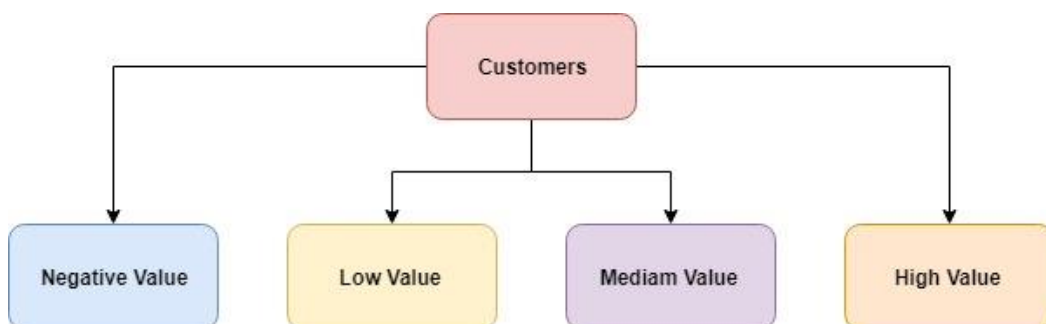 Customers
Negative Value
Low Value
Mediam Value
High Value